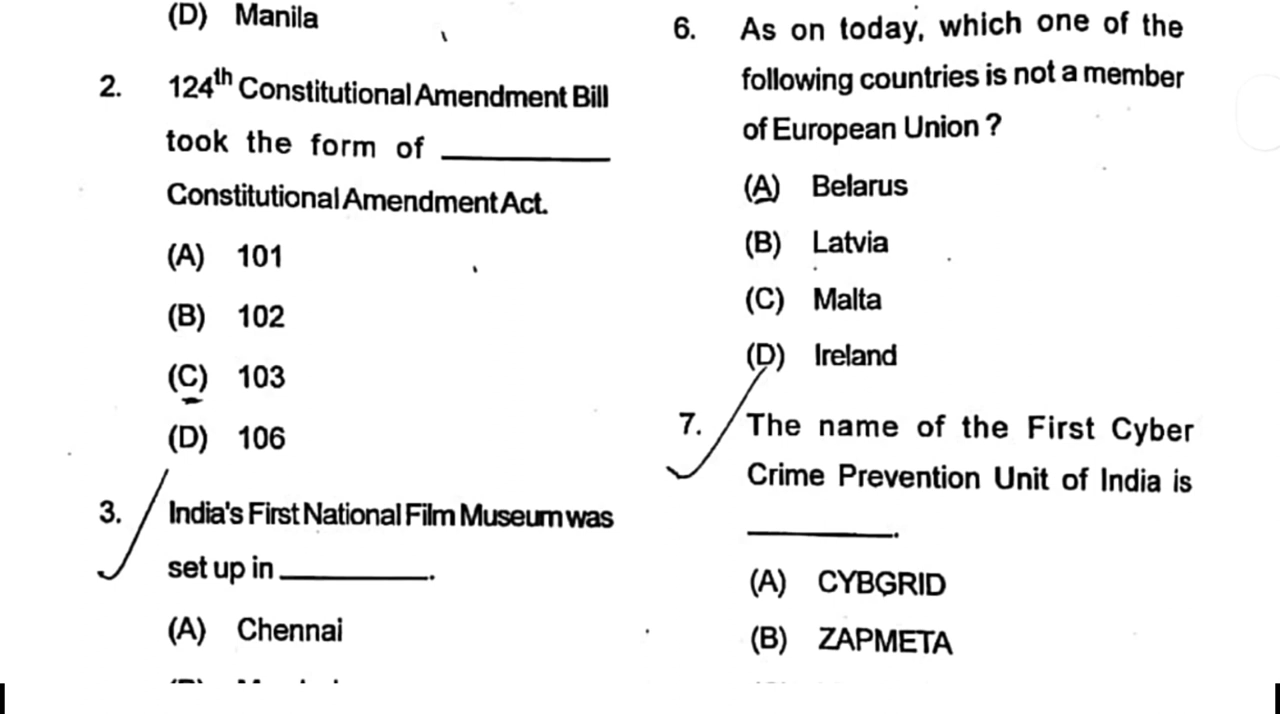 (D) Manila
2. 124th Constitutional Amendment Bill
took the form of __________
Constitutional Amendment Act.
(A) 101
(B) 102
(C) 103
(D) 106
3. India's First National Film Museum was
set up in __________.
(A) Chennai
6. As on today, which one of the
following countries is not a member
of European Union ?
(A) Belarus
(B) Latvia
(C) Malta
(D) Ireland
7. The name of the First Cyber
Crime Prevention Unit of India is
__________.
(A) CYBGRID
(B) ZAPMETA